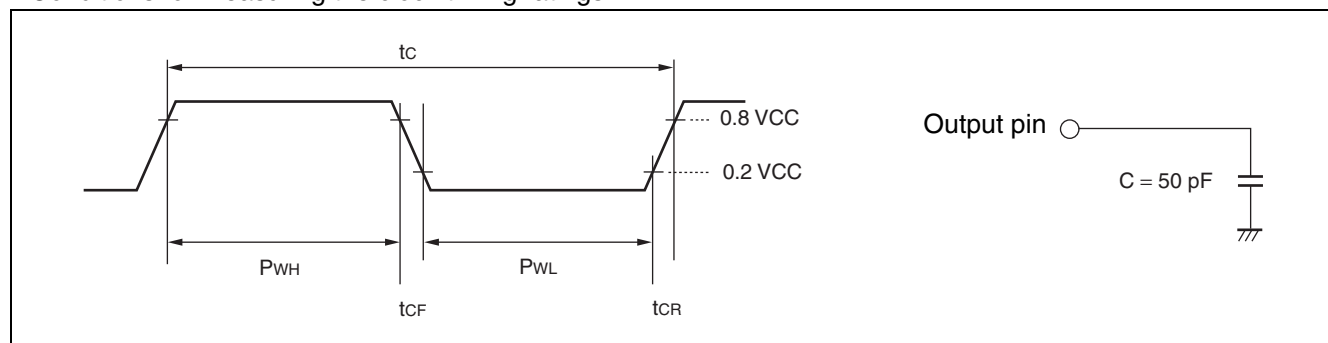 tC
0.8 VCC
0.2 VCC
PWH
PWL
tCF
tCR
Output pin
C = 50 pF